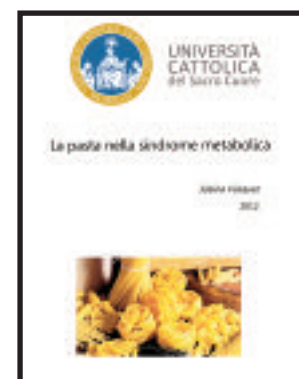 UNIVERSITÀ
CATTOLICA
del Sacro Cuore
La pasta nella sindrome metabolica
2012